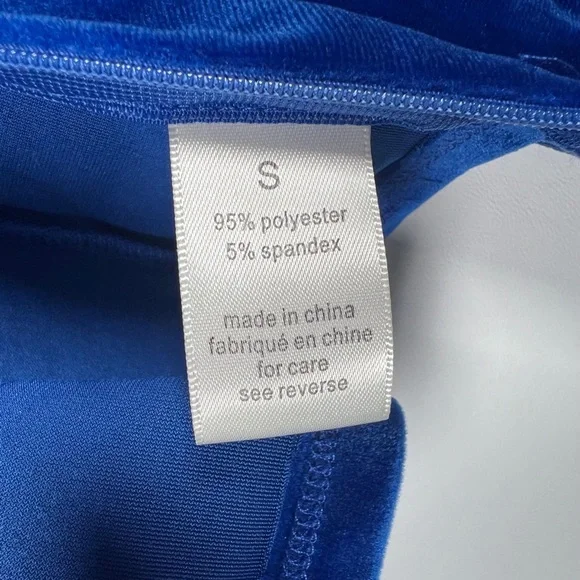 S
95% polyester
5% spandex
made in china
fabriqué en chine
for care
see reverse